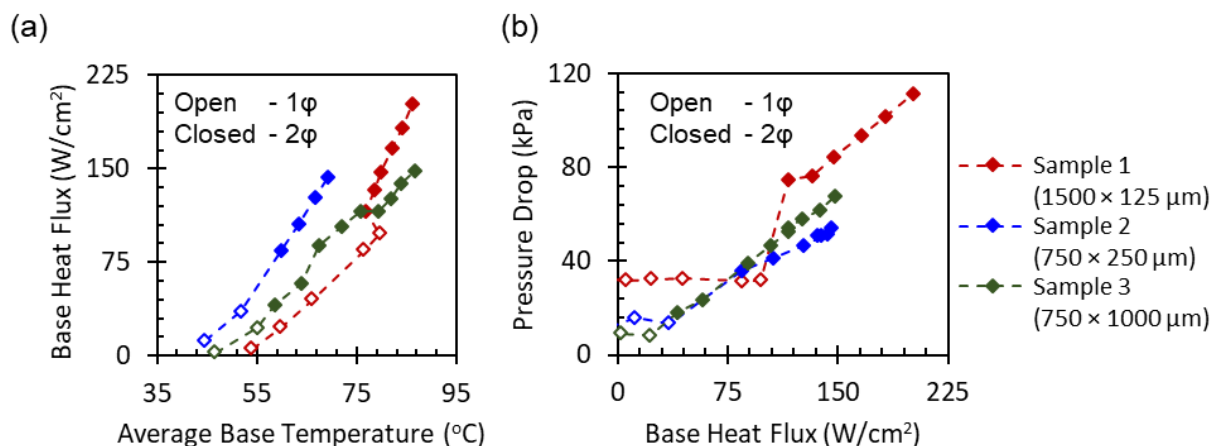 (a)
225
150
75
0
Base Heat Flux (W/cm²)
Open - 1φ
Closed - 2φ
35 55 75 95
Average Base Temperature (ᵒC)
(b)
120
80
40
0
Pressure Drop (kPa)
Open - 1φ
Closed - 2φ
0 75 150 225
Base Heat Flux (W/cm²)
Sample 1
(1500 × 125 µm)
Sample 2
(750 × 250 µm)
Sample 3
(750 × 1000 µm)